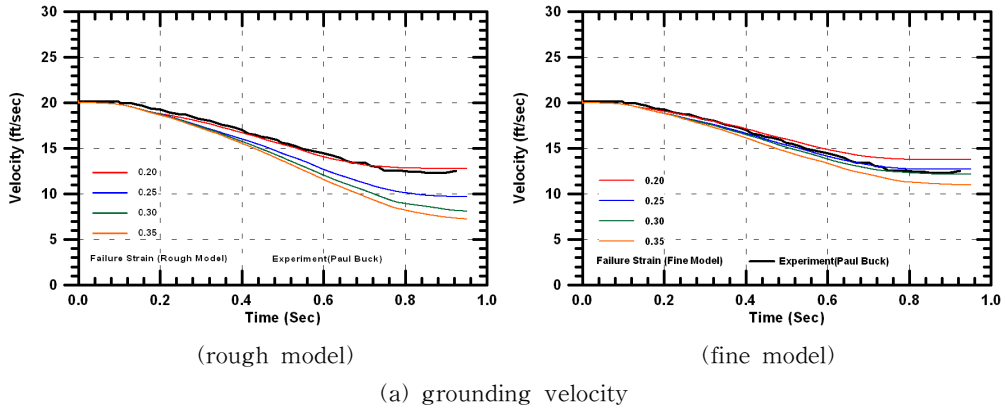 30
25
20
15
10
5
0
Velocity (ft/sec)
0.20
0.25
0.30
0.35
Failure Strain (Rough Model) Experiment(Paul Buck)
0.0 0.2 0.4 0.6 0.8 1.0
Time (Sec)
(rough model)
30
25
20
15
10
5
0
Velocity (ft/sec)
0.20
0.25
0.30
0.35
Failure Strain (Fine Model) Experiment(Paul Buck)
0.0 0.2 0.4 0.6 0.8 1.0
Time (Sec)
(fine model)
(a) grounding velocity